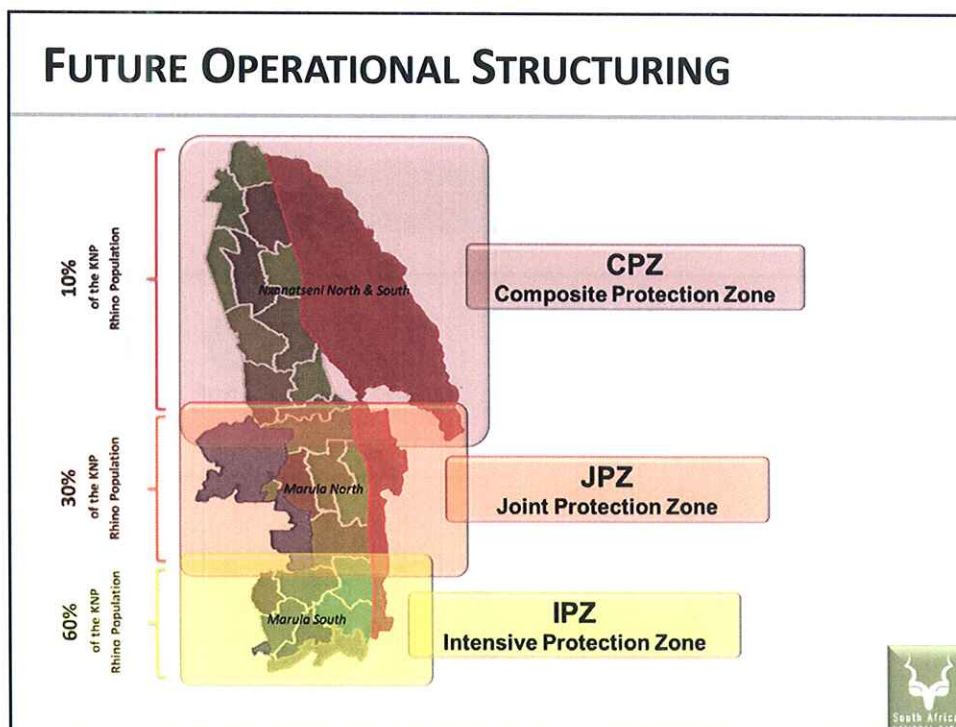 FUTURE OPERATIONAL STRUCTURING
10%
of the KNP
Rhino Population
Nxanatseni North & South
CPZ
Composite Protection Zone
30%
of the KNP
Rhino Population
Marula North
JPZ
Joint Protection Zone
60%
of the KNP
Rhino Population
Marula South
IPZ
Intensive Protection Zone
South Africa